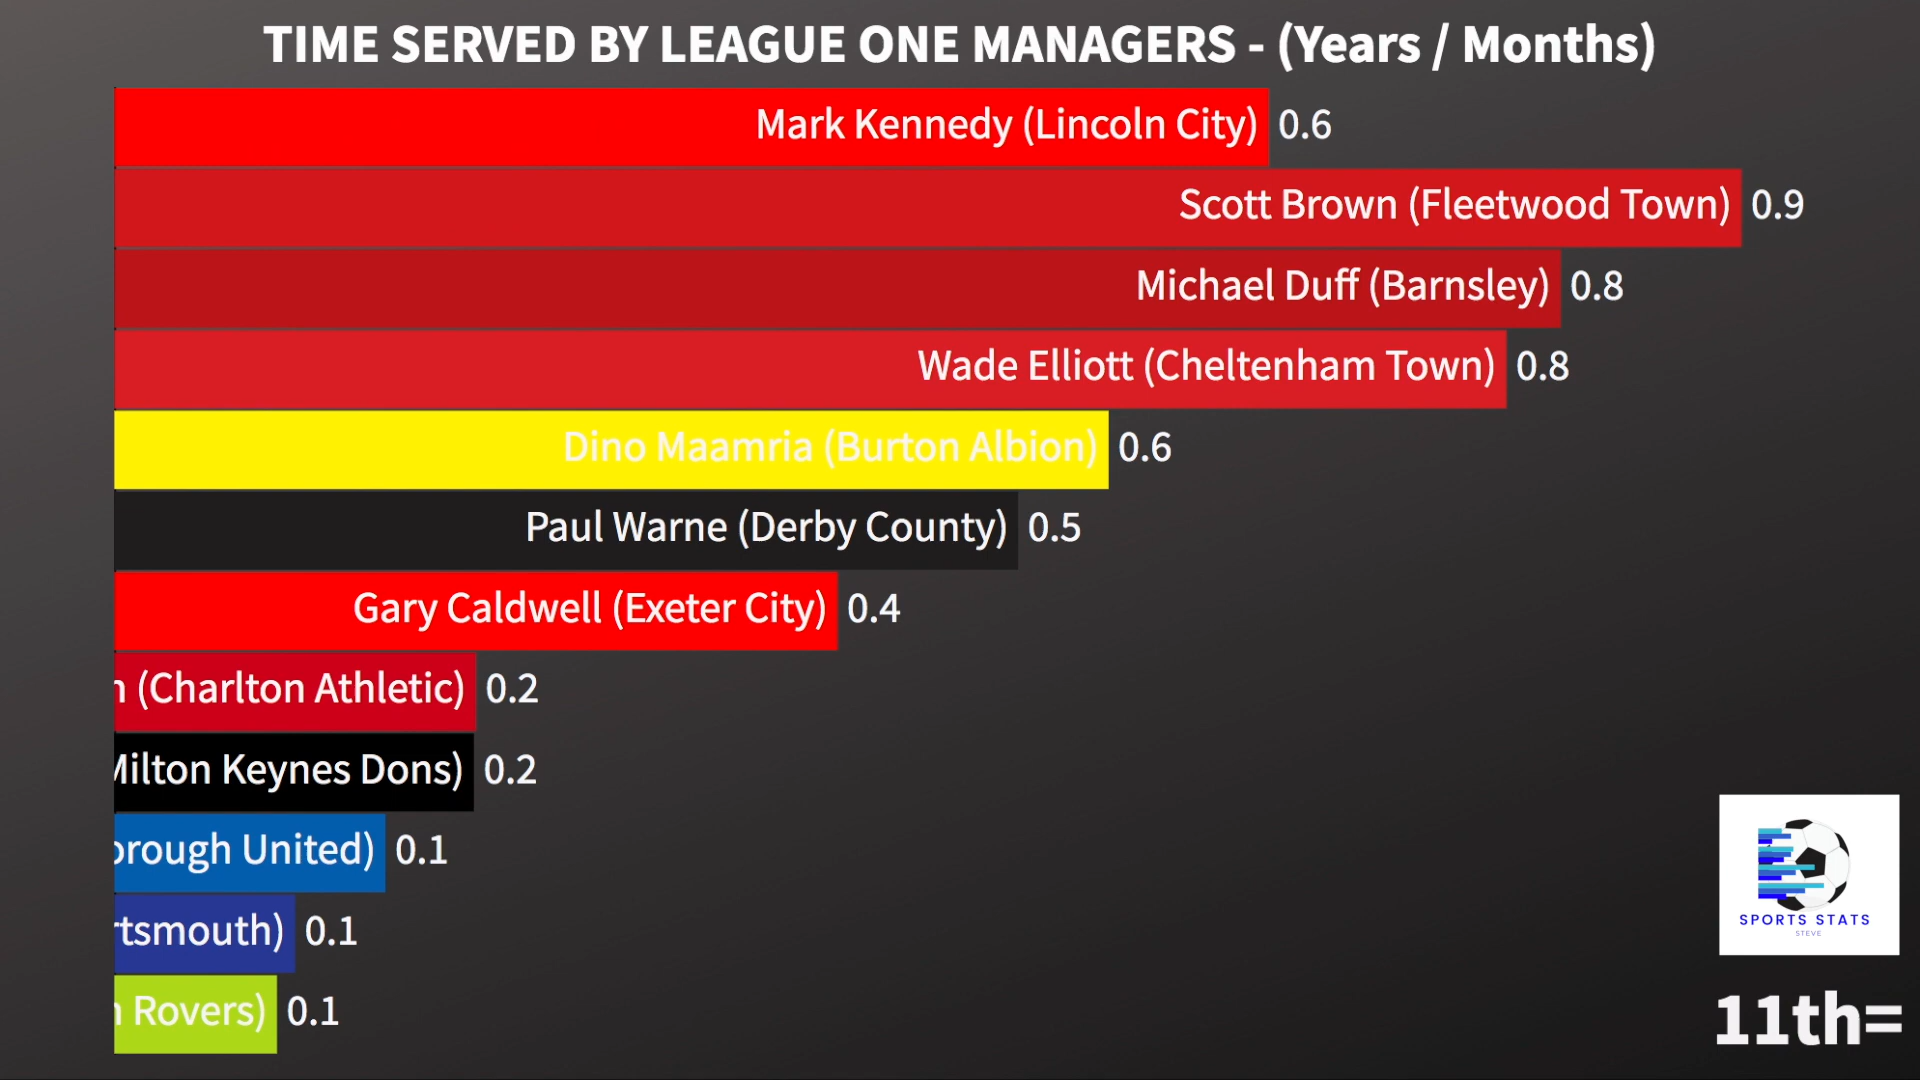 TIME SERVED BY LEAGUE ONE MANAGERS - (Years / Months)
Mark Kennedy (Lincoln City) 0.6
Scott Brown (Fleetwood Town) 0.9
Michael Duff (Barnsley) 0.8
Wade Elliott (Cheltenham Town) 0.8
Dino Maamria (Burton Albion) 0.6
Paul Warne (Derby County) 0.5
Gary Caldwell (Exeter City) 0.4
n (Charlton Athletic) 0.2
Milton Keynes Dons) 0.2
orough United) 0.1
rtsmouth) 0.1
n Rovers) 0.1
SPORTS STATS
STEVE
11th=